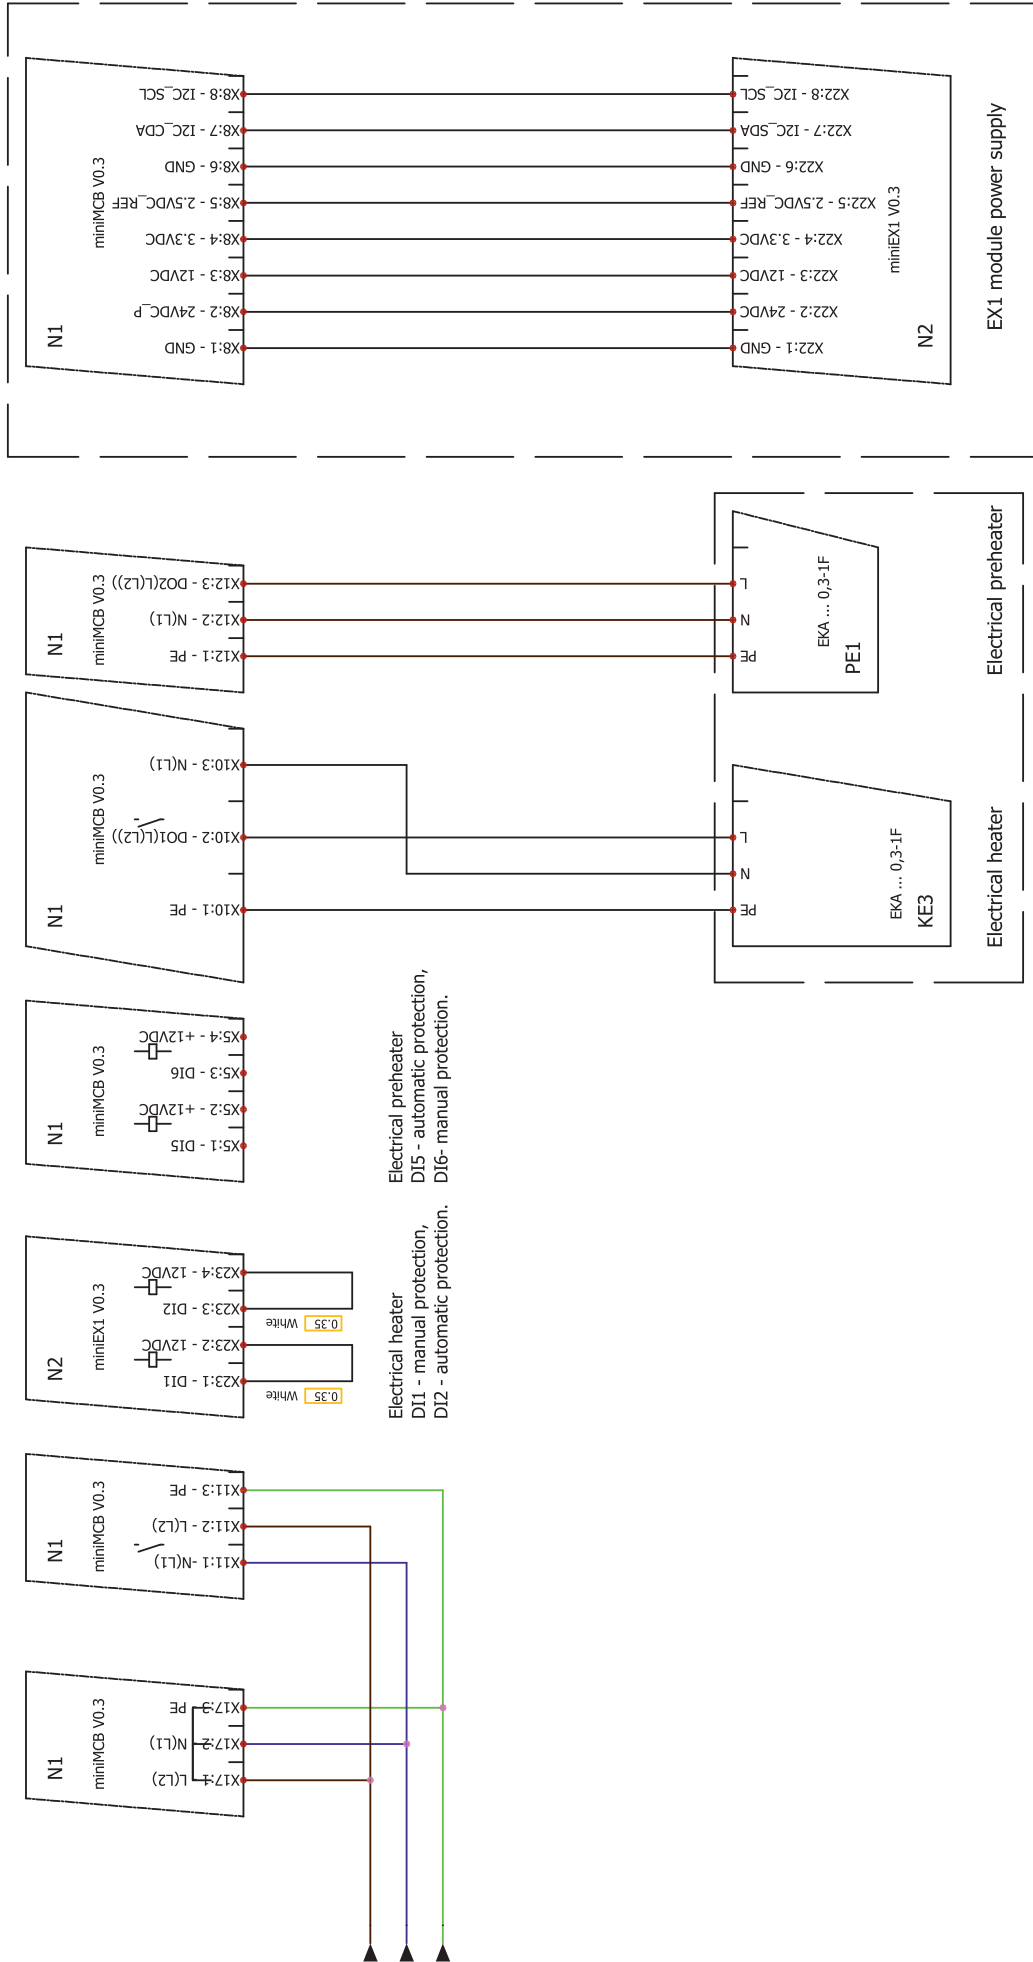 N1
miniMCB V0.3
X8:8 - I2C_SCL
X8:7 - I2C_CDA
X8:6 - GND
X8:5 - 2.5VDC_REF
X8:4 - 3.3VDC
X8:3 - 12VDC
X8:2 - 24VDC_P
X8:1 - GND
X22:8 - I2C_SCL
X22:7 - I2C_SDA
X22:6 - GND
X22:5 - 2.5VDC_REF
X22:4 - 3.3VDC
X22:3 - 12VDC
X22:2 - 24VDC
X22:1 - GND
miniEX1 V0.3
N2
EX1 module power supply
N1
miniMCB V0.3
X12:3 - DO2(L(L2))
X12:2 - N(L1)
X12:1 - PE
L
N
PE
EKA ... 0,3-1F
PE1
Electrical preheater
N1
miniMCB V0.3
X10:3 - N(L1)
X10:2 - DO1(L(L2))
X10:1 - PE
L
N
PE
EKA ... 0,3-1F
KE3
Electrical heater
N1
miniMCB V0.3
X5:4 - +12VDC
X5:3 - DI6
X5:2 - +12VDC
X5:1 - DI5
Electrical preheater
DI5 - automatic protection,
DI6- manual protection.
N2
miniEX1 V0.3
X23:4 - 12VDC
X23:3 - DI2
X23:2 - 12VDC
X23:1 - DI1
White 0.35
White 0.35
Electrical heater
DI1 - manual protection,
DI2 - automatic protection.
N1
miniMCB V0.3
X11:3 - PE
X11:2 - L(L2)
X11:1 -N(L1)
N1
miniMCB V0.3
X17:3 - PE
X17:2 - N(L1)
X17:1 - L(L2)